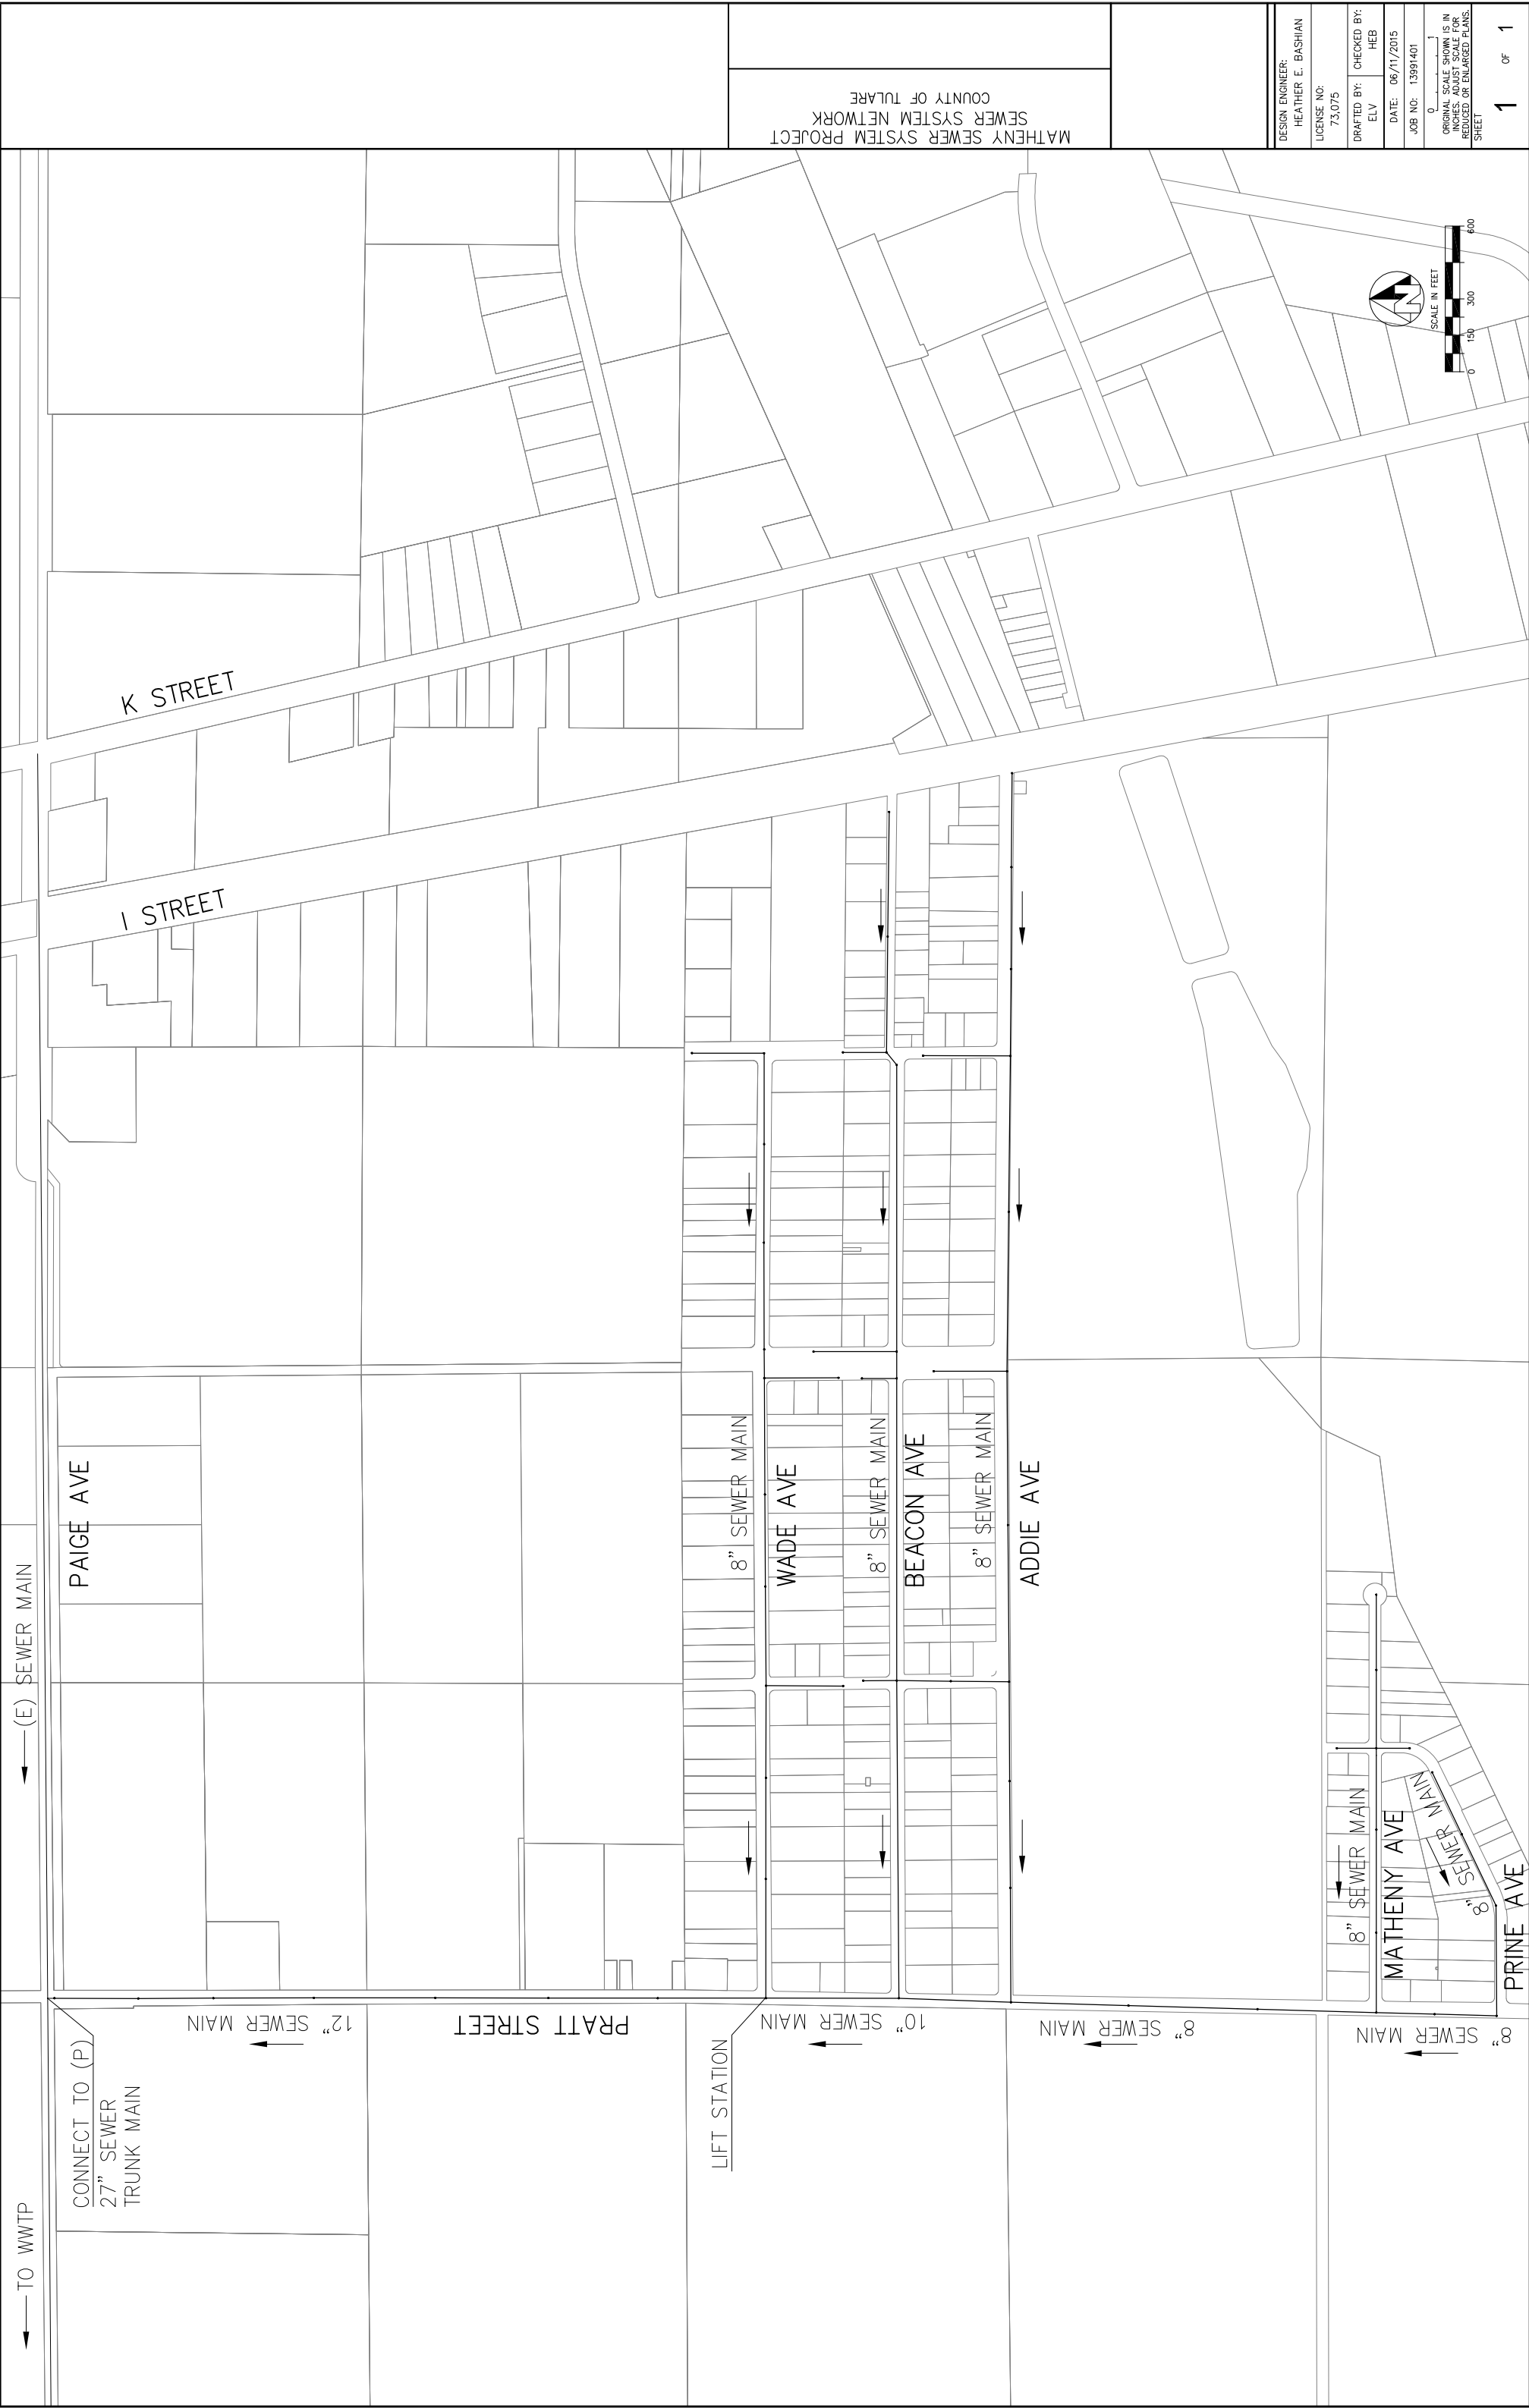 TO WWTP
(E) SEWER MAIN
CONNECT TO (P)
27" SEWER
TRUNK MAIN
PAIGE AVE
K STREET
I STREET
12" SEWER MAIN
PRATT STREET
LIFT STATION
10" SEWER MAIN
8" SEWER MAIN
8" SEWER MAIN
8" SEWER MAIN
WADE AVE
8" SEWER MAIN
BEACON AVE
8" SEWER MAIN
ADDIE AVE
8" SEWER MAIN
MATHENY AVE
8" SEWER MAIN
PRINE AVE
N
SCALE IN FEET
0 150 300 600
MATHENY SEWER SYSTEM PROJECT
SEWER SYSTEM NETWORK
COUNTY OF TULARE
DESIGN ENGINEER:
HEATHER E. BASHIAN
LICENSE NO:
73,075
DRAFTED BY:
ELV
CHECKED BY:
HEB
DATE: 06/11/2015
JOB NO: 13991401
0 1
ORIGINAL SCALE SHOWN IS IN
INCHES. ADJUST SCALE FOR
REDUCED OR ENLARGED PLANS.
SHEET
1 OF 1